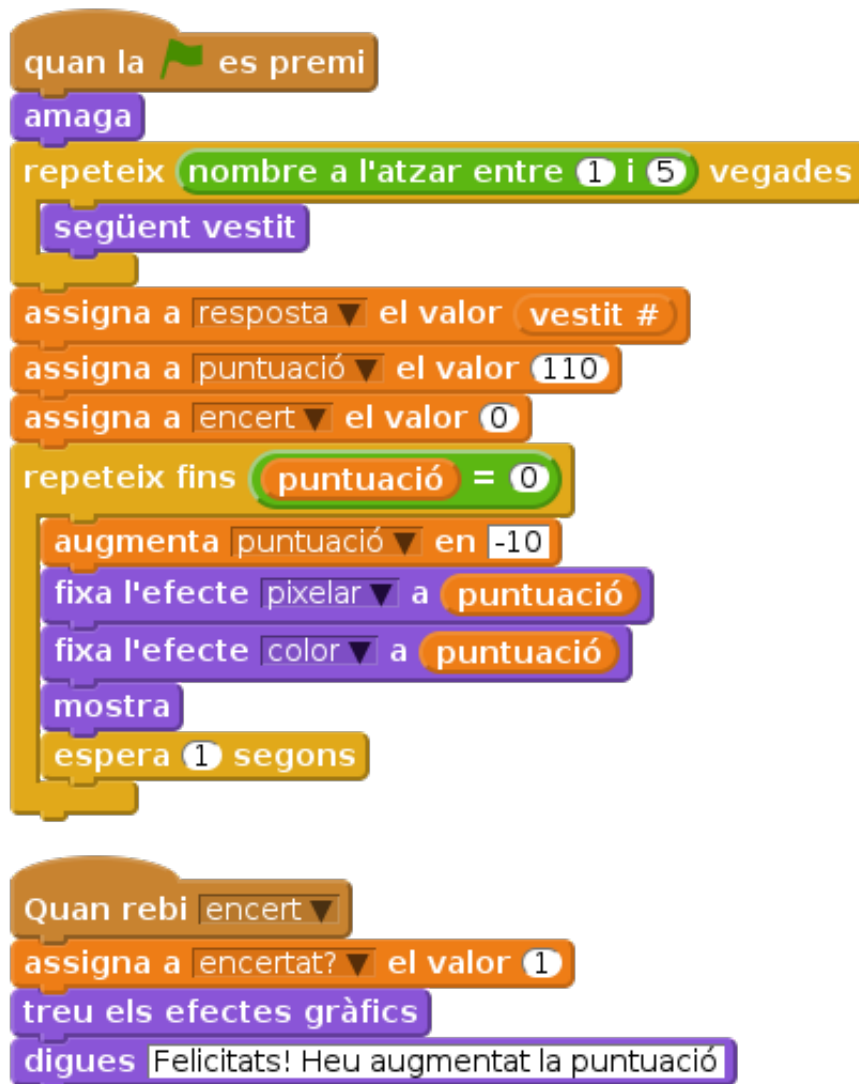 quan la es premi
amaga
repeteix nombre a l'atzar entre 1 i 5 vegades
següent vestit
assigna a resposta el valor vestit #
assigna a puntuació el valor 110
assigna a encert el valor 0
repeteix fins puntuació = 0
augmenta puntuació en -10
fixa l'efecte pixelar a puntuació
fixa l'efecte color a puntuació
mostra
espera 1 segons
Quan rebi encert
assigna a encertat? el valor 1
treu els efectes gràfics
digues Felicitats! Heu augmentat la puntuació